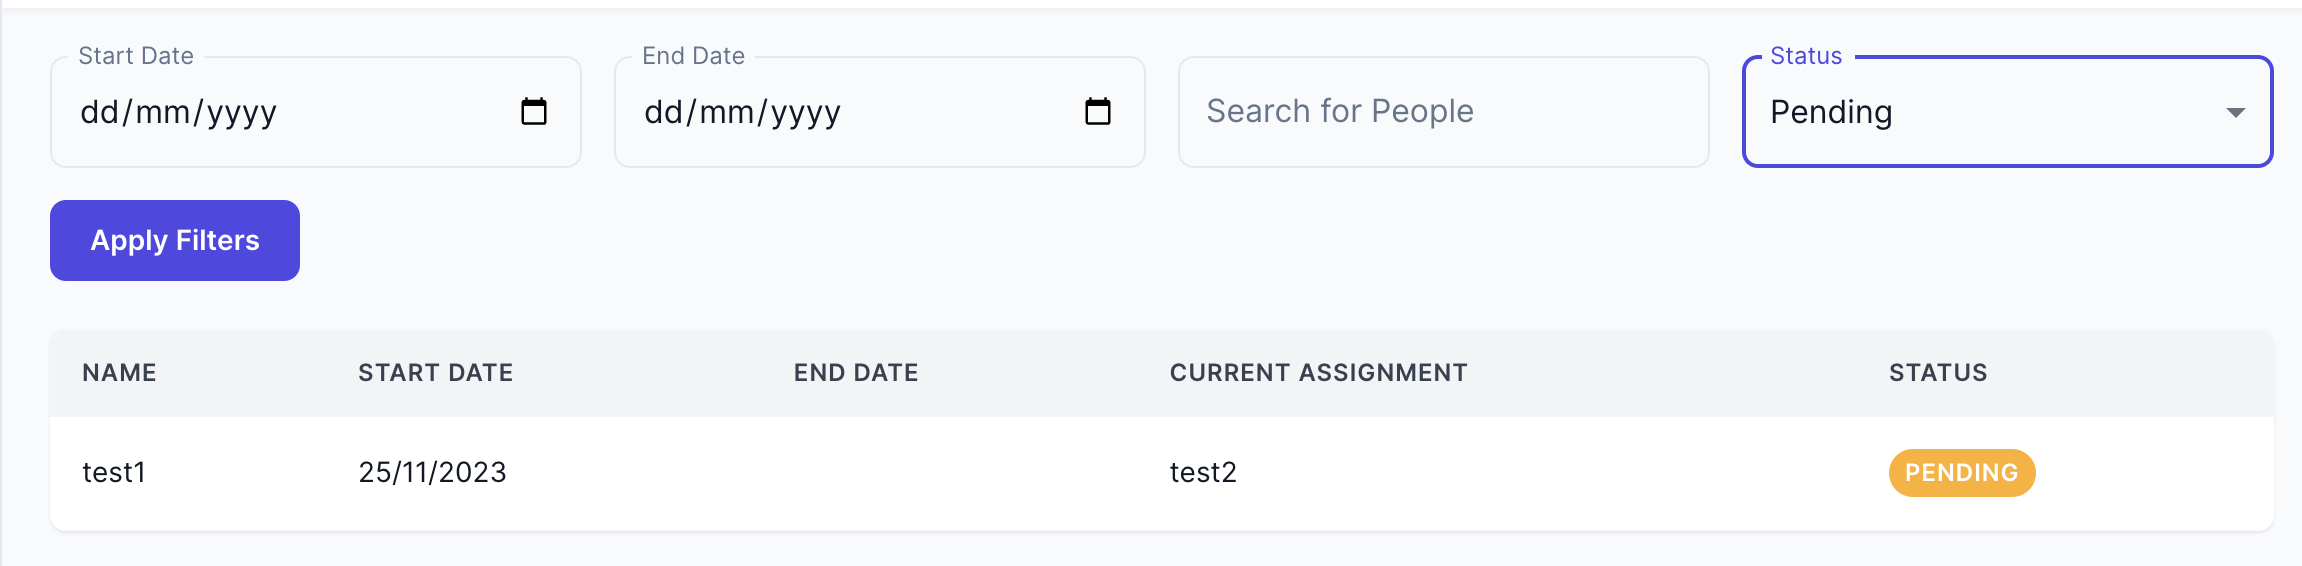 Start Date End Date Status
dd/mm/yyyy dd/mm/yyyy Search for People Pending
Apply Filters
NAME START DATE END DATE CURRENT ASSIGNMENT STATUS
test1 25/11/2023 test2 PENDING